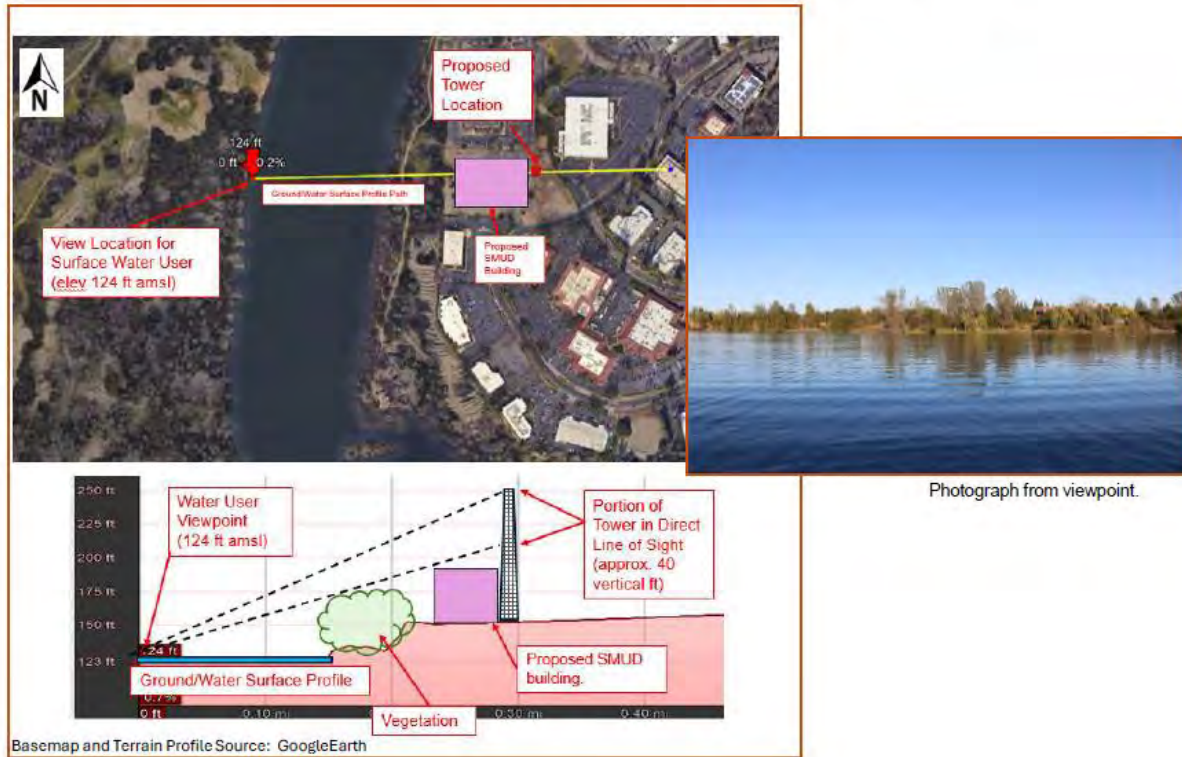 N
Proposed
Tower
Location
124 ft
0 ft
0.2%
Ground/Water Surface Profile Path
View Location for
Surface Water User
(elev 124 ft amsl)
Proposed
SMUD
Building
Photograph from viewpoint.
250 ft
225 ft
200 ft
175 ft
150 ft
123 ft
Water User
Viewpoint
(124 ft amsl)
Portion of
Tower in Direct
Line of Sight
(approx. 40
vertical ft)
124 ft
Ground/Water Surface Profile
Proposed SMUD
building.
0.7%
Vegetation
0 ft
0.10 mi
0.30 mi
0.40 mi
Basemap and Terrain Profile Source: GoogleEarth